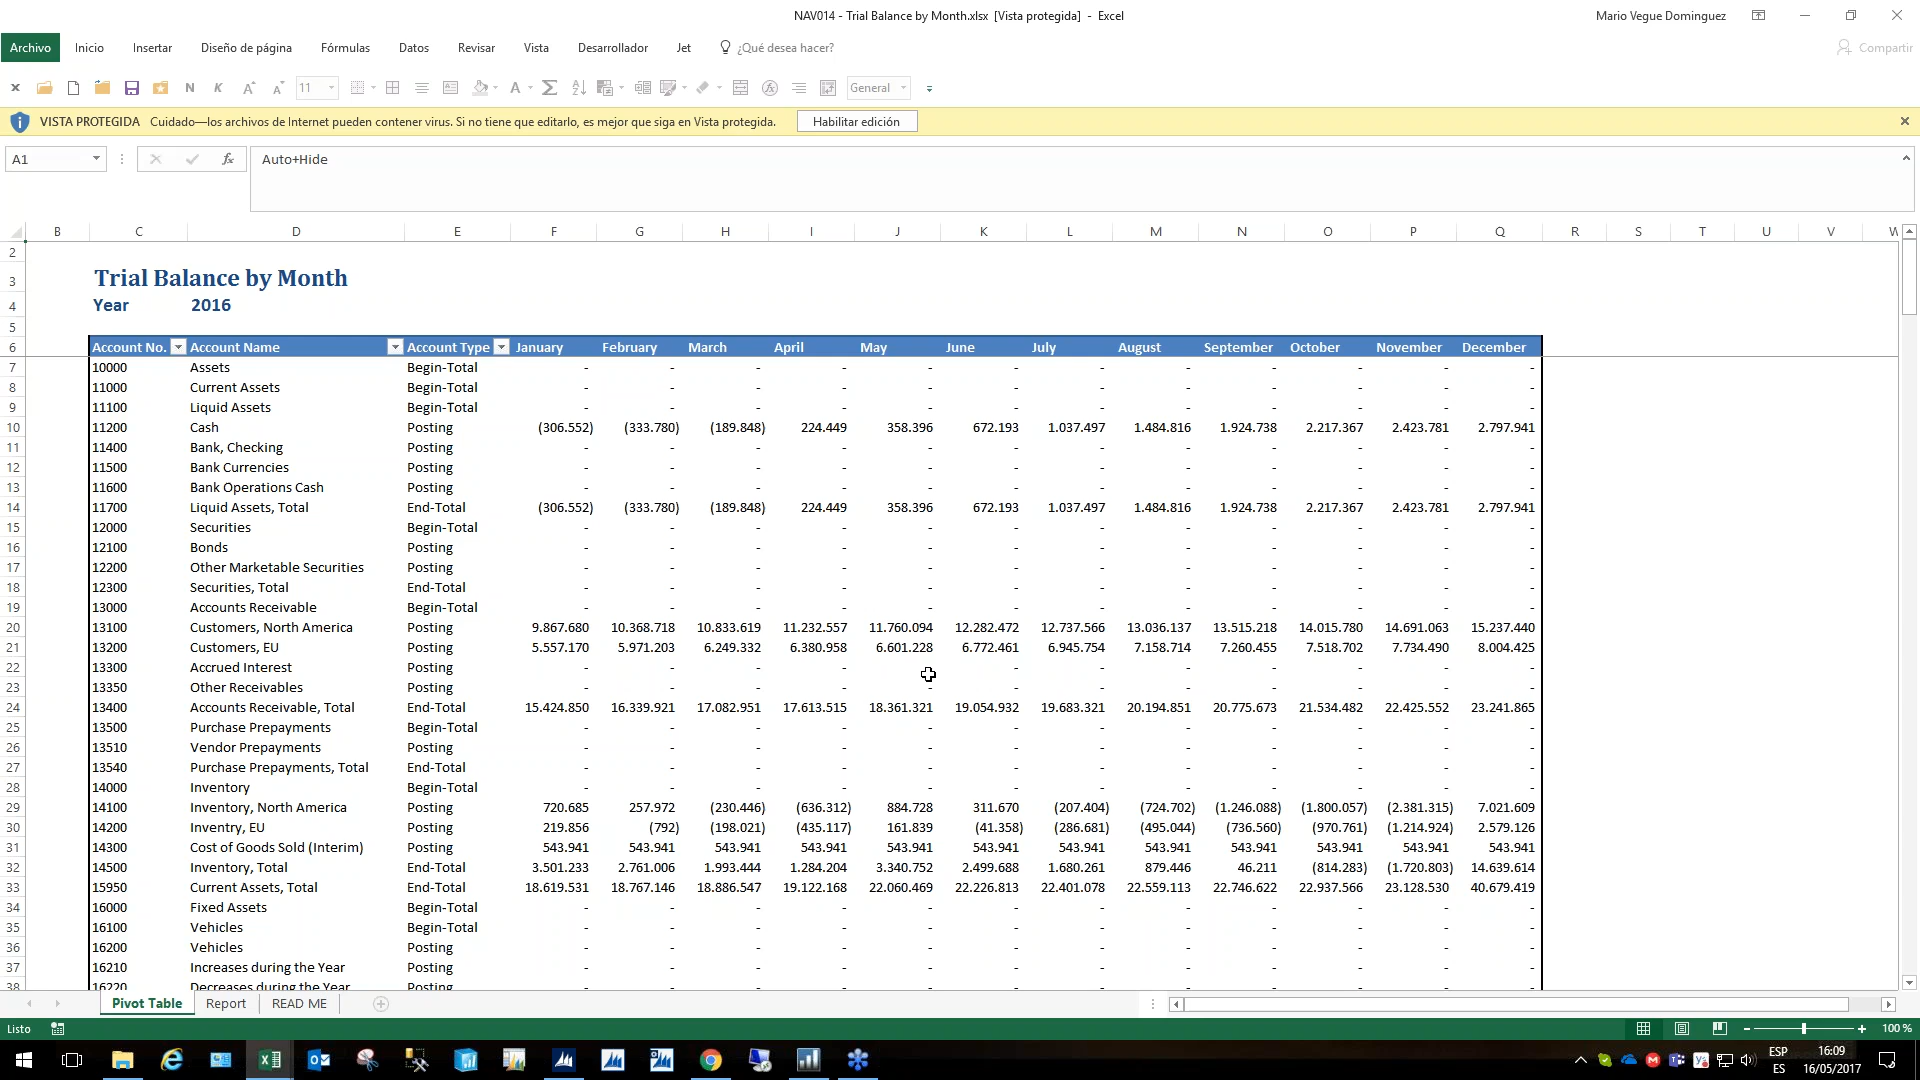 NAV014 - Trial Balance by Month.xlsx [Vista protegida] - Excel
Mario Vegue Dominguez
Archivo Inicio Insertar Diseño de página Fórmulas Datos Revisar Vista Desarrollador Jet ¿Qué desea hacer? Compartir
N K A A 11 A General
VISTA PROTEGIDA Cuidado—los archivos de Internet pueden contener virus. Si no tiene que editarlo, es mejor que siga en Vista protegida. Habilitar edición
A1 fx Auto+Hide
B C D E F G H I J K L M N O P Q R S T U V W
2
3 Trial Balance by Month
4 Year 2016
5
6 Account No. Account Name Account Type January February March April May June July August September October November December
7 10000 Assets Begin-Total - - - - - - - - - - - -
8 11000 Current Assets Begin-Total - - - - - - - - - - - -
9 11100 Liquid Assets Begin-Total - - - - - - - - - - - -
10 11200 Cash Posting (306.552) (333.780) (189.848) 224.449 358.396 672.193 1.037.497 1.484.816 1.924.738 2.217.367 2.423.781 2.797.941
11 11400 Bank, Checking Posting - - - - - - - - - - - -
12 11500 Bank Currencies Posting - - - - - - - - - - - -
13 11600 Bank Operations Cash Posting - - - - - - - - - - - -
14 11700 Liquid Assets, Total End-Total (306.552) (333.780) (189.848) 224.449 358.396 672.193 1.037.497 1.484.816 1.924.738 2.217.367 2.423.781 2.797.941
15 12000 Securities Begin-Total - - - - - - - - - - - -
16 12100 Bonds Posting - - - - - - - - - - - -
17 12200 Other Marketable Securities Posting - - - - - - - - - - - -
18 12300 Securities, Total End-Total - - - - - - - - - - - -
19 13000 Accounts Receivable Begin-Total - - - - - - - - - - - -
20 13100 Customers, North America Posting 9.867.680 10.368.718 10.833.619 11.232.557 11.760.094 12.282.472 12.737.566 13.036.137 13.515.218 14.015.780 14.691.063 15.237.440
21 13200 Customers, EU Posting 5.557.170 5.971.203 6.249.332 6.380.958 6.601.228 6.772.461 6.945.754 7.158.714 7.260.455 7.518.702 7.734.490 8.004.425
22 13300 Accrued Interest Posting - - - - - - - - - - - -
23 13350 Other Receivables Posting - - - - - - - - - - - -
24 13400 Accounts Receivable, Total End-Total 15.424.850 16.339.921 17.082.951 17.613.515 18.361.321 19.054.932 19.683.321 20.194.851 20.775.673 21.534.482 22.425.552 23.241.865
25 13500 Purchase Prepayments Begin-Total - - - - - - - - - - - -
26 13510 Vendor Prepayments Posting - - - - - - - - - - - -
27 13540 Purchase Prepayments, Total End-Total - - - - - - - - - - - -
28 14000 Inventory Begin-Total - - - - - - - - - - - -
29 14100 Inventory, North America Posting 720.685 257.972 (230.446) (636.312) 884.728 311.670 (207.404) (724.702) (1.246.088) (1.800.057) (2.381.315) 7.021.609
30 14200 Inventry, EU Posting 219.856 (792) (198.021) (435.117) 161.839 (41.358) (286.681) (495.044) (736.560) (970.761) (1.214.924) 2.579.126
31 14300 Cost of Goods Sold (Interim) Posting 543.941 543.941 543.941 543.941 543.941 543.941 543.941 543.941 543.941 543.941 543.941 543.941
32 14500 Inventory, Total End-Total 3.501.233 2.761.006 1.993.444 1.284.204 3.340.752 2.499.688 1.680.261 879.446 46.211 (814.283) (1.720.803) 14.639.614
33 15950 Current Assets, Total End-Total 18.619.531 18.767.146 18.886.547 19.122.168 22.060.469 22.226.813 22.401.078 22.559.113 22.746.622 22.937.566 23.128.530 40.679.419
34 16000 Fixed Assets Begin-Total - - - - - - - - - - - -
35 16100 Vehicles Begin-Total - - - - - - - - - - - -
36 16200 Vehicles Posting - - - - - - - - - - - -
37 16210 Increases during the Year Posting - - - - - - - - - - - -
38 16220 Decreases during the Year Posting - - - - - - - - - - - -
Pivot Table Report READ ME
Listo 100 %
ESP 16:09
ES 16/05/2017